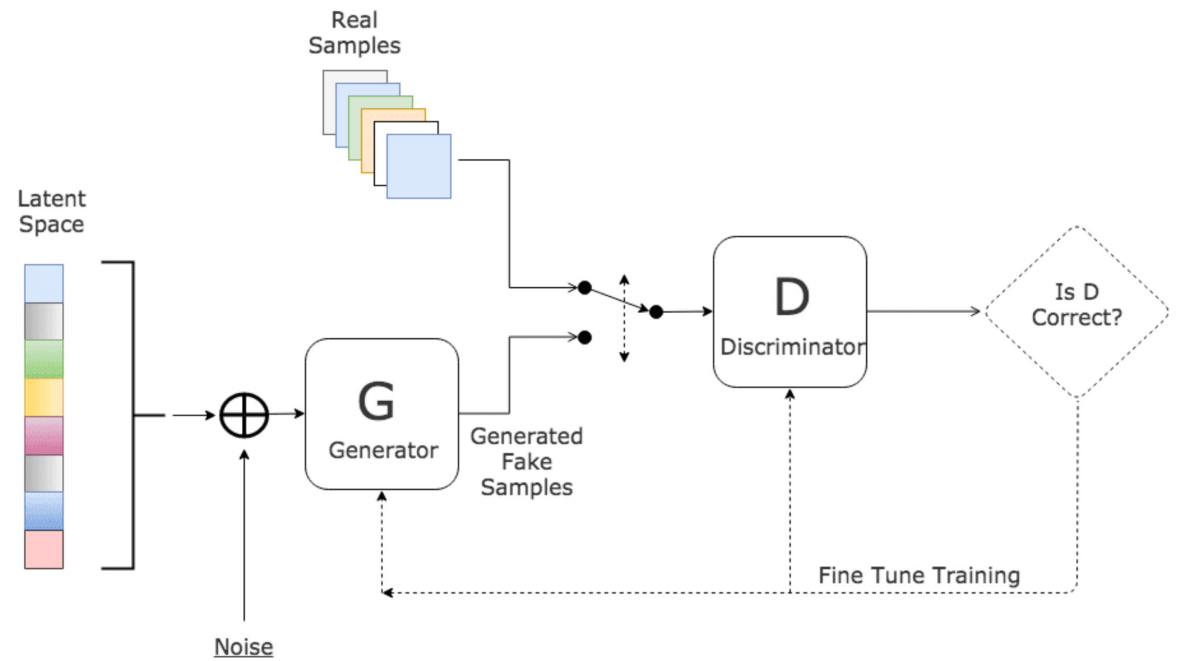 Real
Samples
Latent
Space
G
Generator
Generated
Fake
Samples
D
Discriminator
Is D
Correct?
Fine Tune Training
Noise